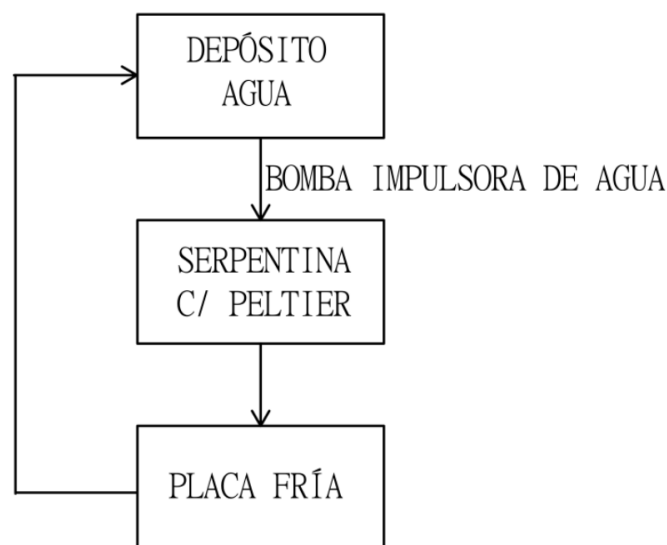 DEPÓSITO
AGUA
BOMBA IMPULSORA DE AGUA
SERPENTINA
C/ PELTIER
PLACA FRÍA